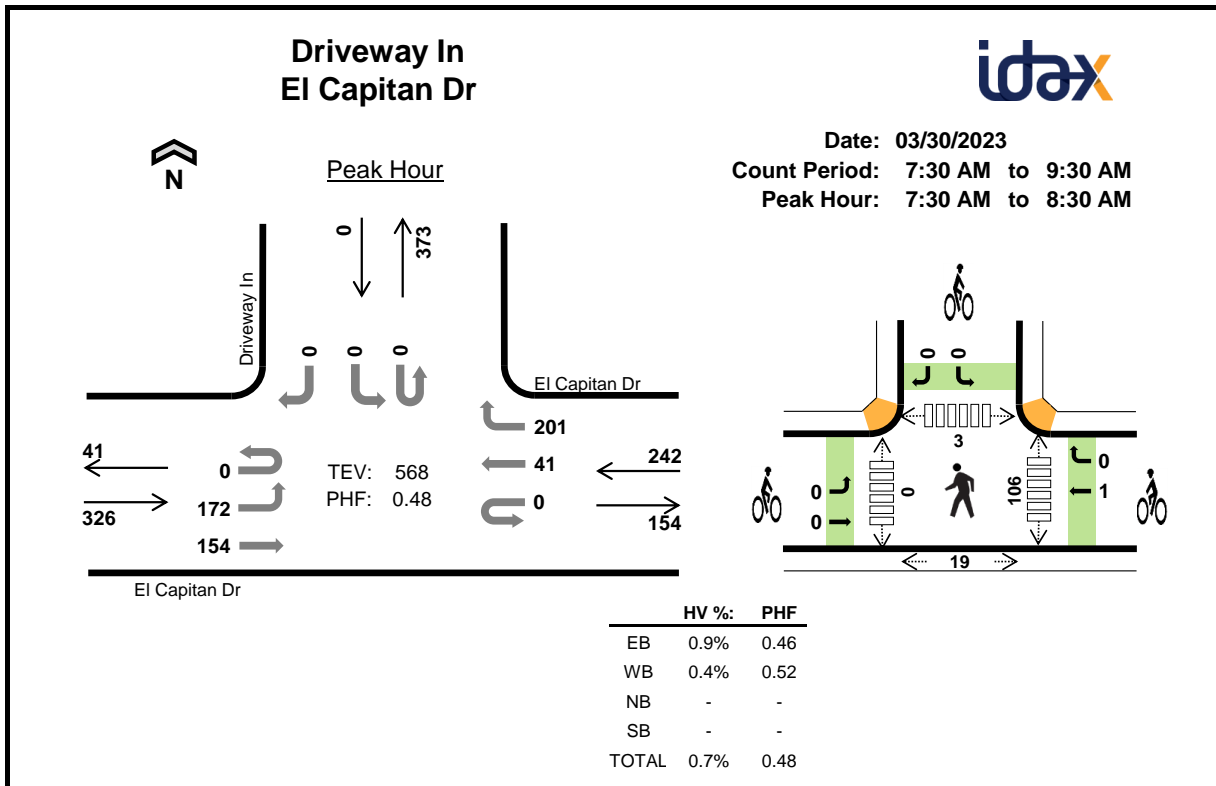 Driveway In
El Capitan Dr
idax
Date: 03/30/2023
Count Period: 7:30 AM to 9:30 AM
Peak Hour: 7:30 AM to 8:30 AM
N
Peak Hour
0
373
Driveway In
0 0 0
El Capitan Dr
201
41
0
242
154
41
326
0
172
154
TEV: 568
PHF: 0.48
El Capitan Dr
0 0
3
0
106
0
1
0
0
19
HV %: PHF
EB 0.9% 0.46
WB 0.4% 0.52
NB - -
SB - -
TOTAL 0.7% 0.48